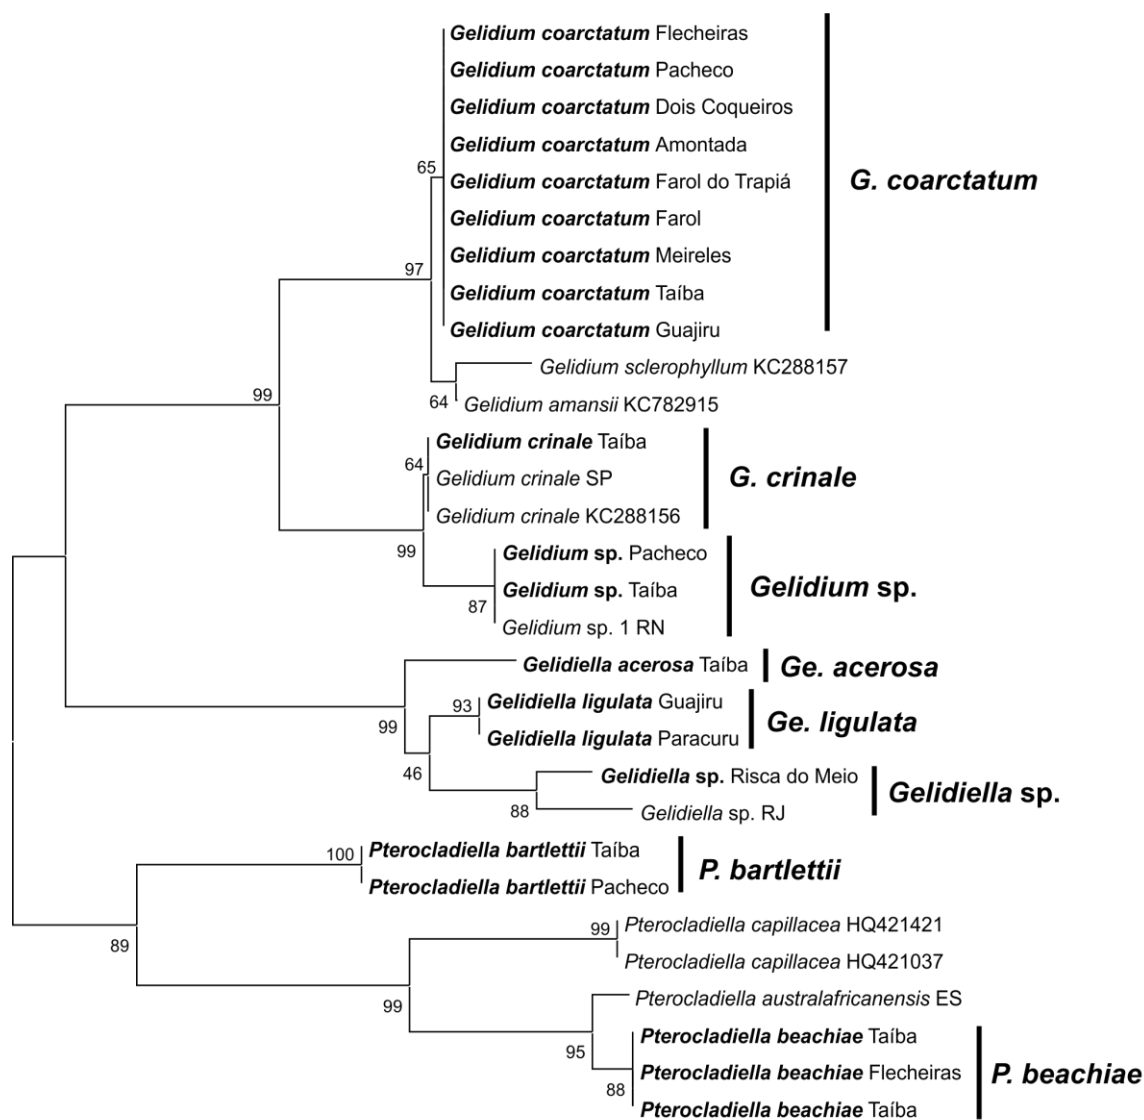 Gelidium coarctatum Flecheiras
Gelidium coarctatum Pacheco
Gelidium coarctatum Dois Coqueiros
Gelidium coarctatum Amontada
65
Gelidium coarctatum Farol do Trapiá
G. coarctatum
Gelidium coarctatum Farol
Gelidium coarctatum Meireles
97
Gelidium coarctatum Taíba
Gelidium coarctatum Guajiru
Gelidium sclerophyllum KC288157
99
64
Gelidium amansii KC782915
Gelidium crinale Taíba
64
Gelidium crinale SP
G. crinale
Gelidium crinale KC288156
99
Gelidium sp. Pacheco
Gelidium sp. Taíba
Gelidium sp.
87
Gelidium sp. 1 RN
Gelidiella acerosa Taíba
Ge. acerosa
93
Gelidiella ligulata Guajiru
Ge. ligulata
99
Gelidiella ligulata Paracuru
46
Gelidiella sp. Risca do Meio
Gelidiella sp.
88
Gelidiella sp. RJ
100
Pterocladiella bartlettii Taíba
P. bartlettii
Pterocladiella bartlettii Pacheco
99
Pterocladiella capillacea HQ421421
89
Pterocladiella capillacea HQ421037
99
Pterocladiella australafricanensis ES
Pterocladiella beachiae Taíba
95
Pterocladiella beachiae Flecheiras
P. beachiae
88
Pterocladiella beachiae Taíba